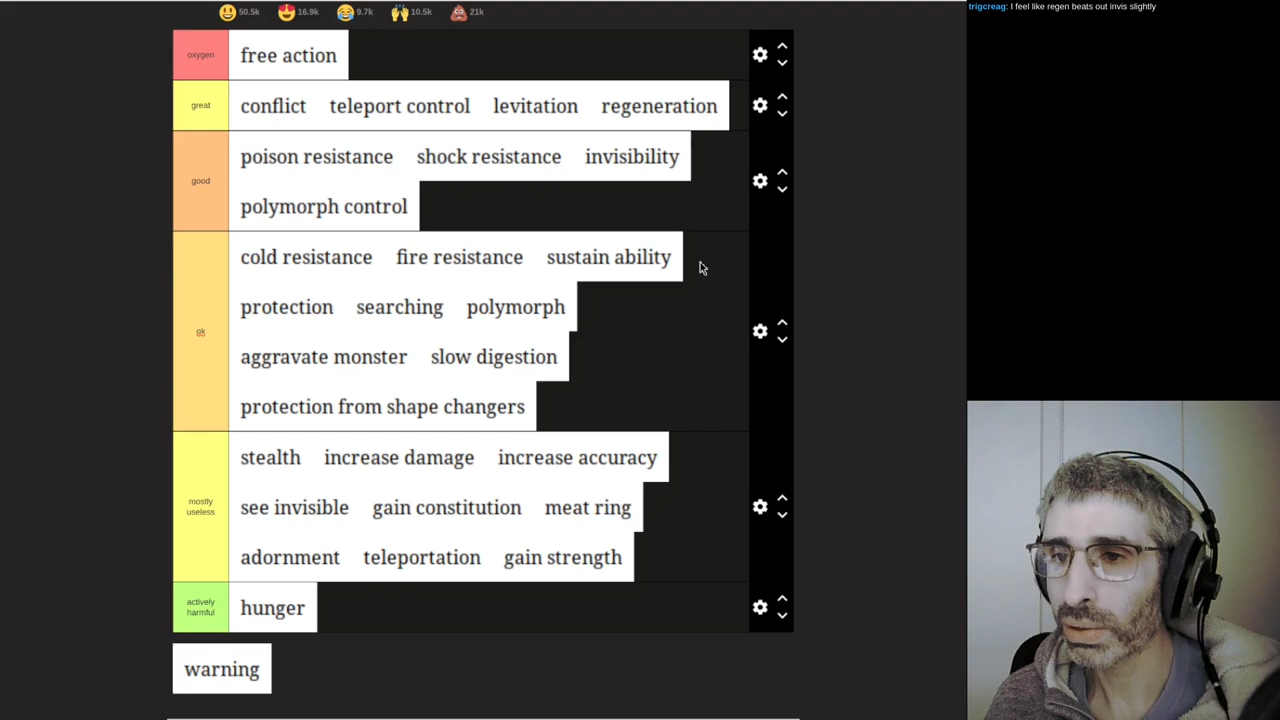 50.5k 16.9k 9.7k 10.5k 21k
trigcreag: I feel like regen beats out invis slightly
oxygen
free action
great
conflict teleport control levitation regeneration
good
poison resistance shock resistance invisibility
polymorph control
ok
cold resistance fire resistance sustain ability
protection searching polymorph
aggravate monster slow digestion
protection from shape changers
mostly
useless
stealth increase damage increase accuracy
see invisible gain constitution meat ring
adornment teleportation gain strength
actively
harmful
hunger
warning